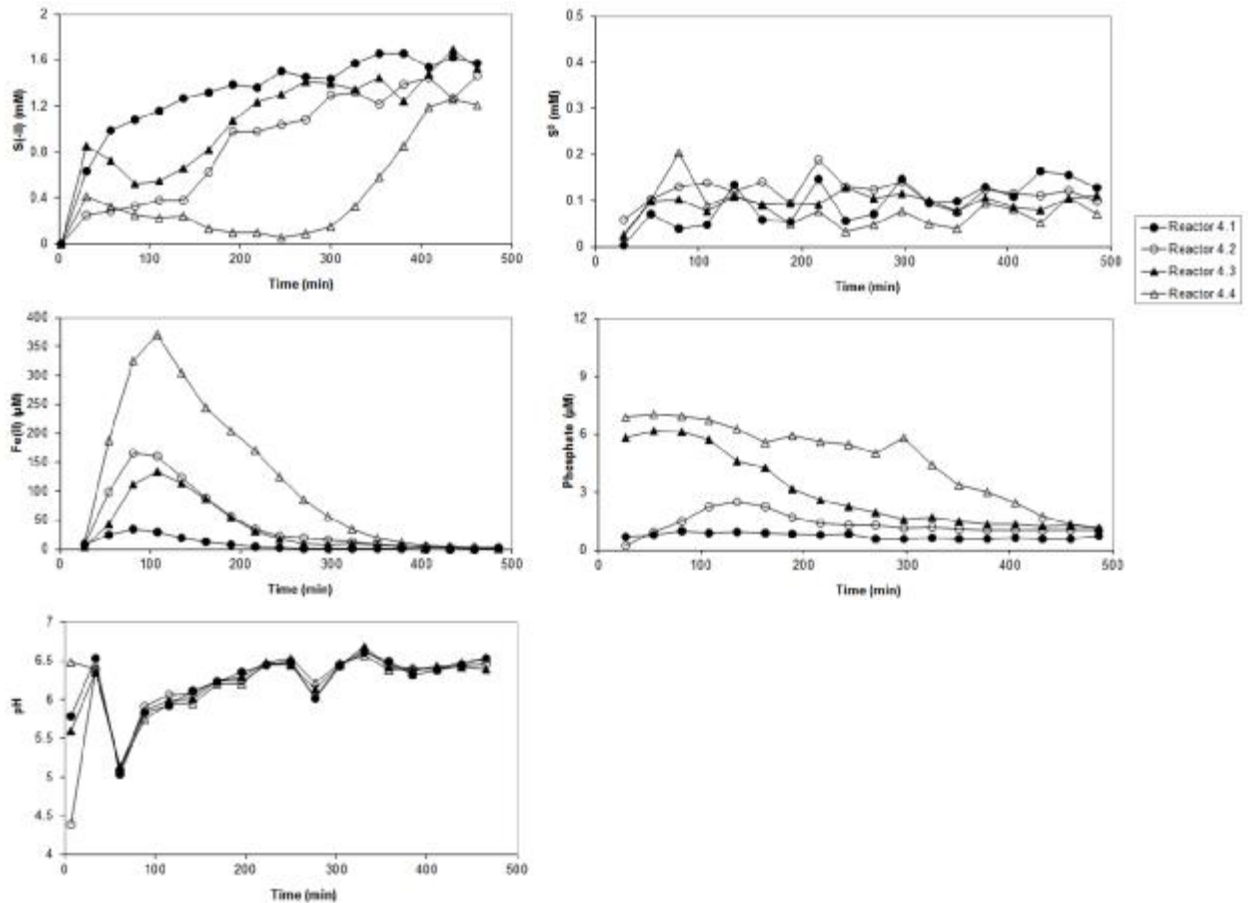 2
1.6
1.2
0.8
0.4
0
S(-II) (mM)
0 100 200 300 400 500
Time (min)
0.5
0.4
0.3
0.2
0.1
0
S⁰ (mM)
0 100 200 300 400 500
Time (min)
Reactor 4.1
Reactor 4.2
Reactor 4.3
Reactor 4.4
400
350
300
250
200
150
100
50
0
Fe(II) (µM)
0 100 200 300 400 500
Time (min)
12
9
6
3
0
Phosphate (µM)
0 100 200 300 400 500
Time (min)
7
6.5
6
5.5
5
4.5
4
pH
0 100 200 300 400 500
Time (min)